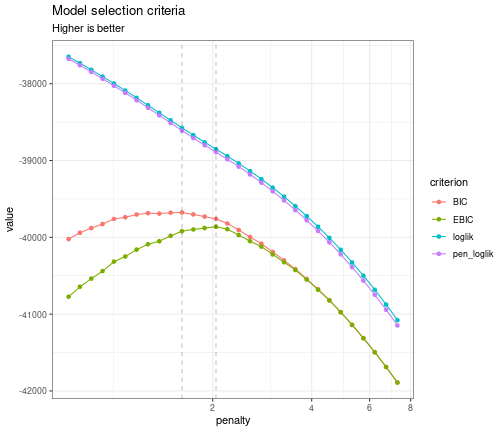 Model selection criteria
Higher is better
-38000
-39000
-40000
-41000
-42000
value
2
4
6
8
penalty
criterion
BIC
EBIC
loglik
pen_loglik